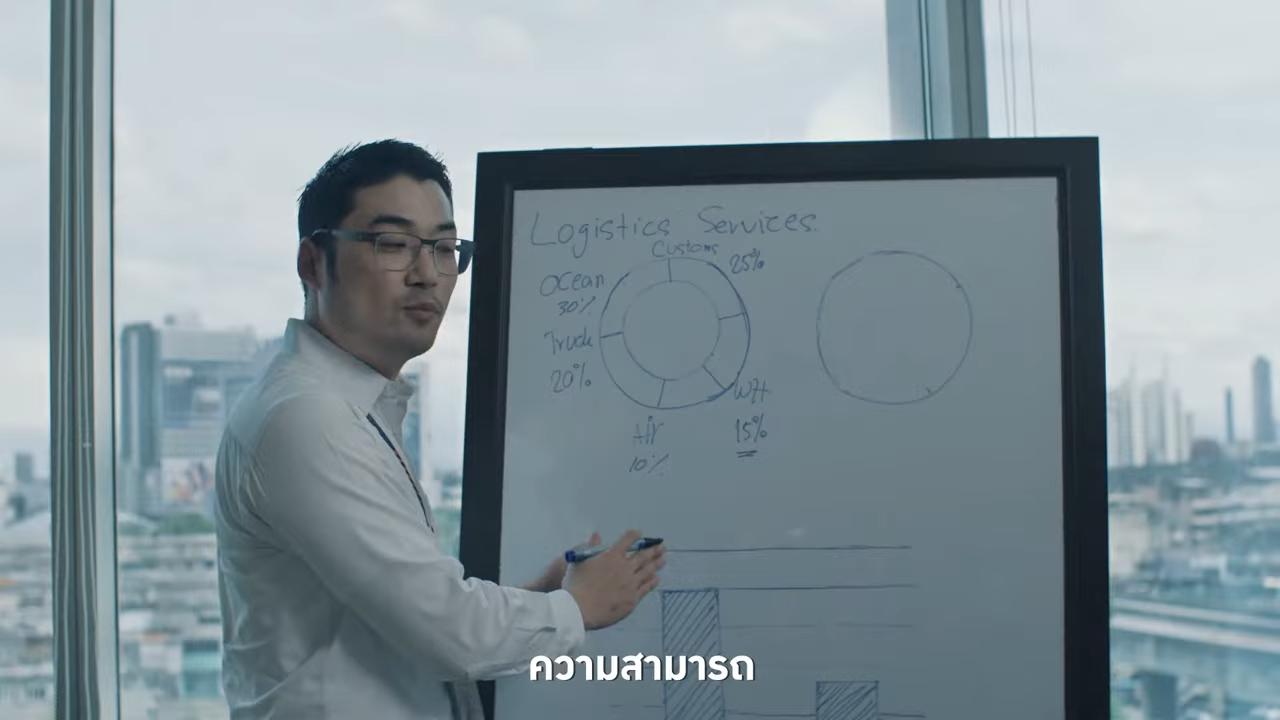 Logistics Services.
Customs
25%
Ocean
30%
Truck
20%
WH
15%
Air
10%
ความสามารถ